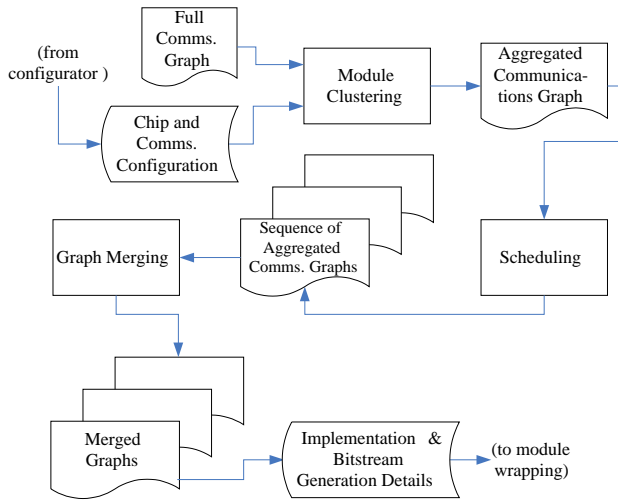 (from
configurator )
Full
Comms.
Graph
Module
Clustering
Aggregated
Communica-
tions Graph
Chip and
Comms.
Configuration
Graph Merging
Sequence of
Aggregated
Comms. Graphs
Scheduling
Merged
Graphs
Implementation &
Bitstream
Generation Details
(to module
wrapping)